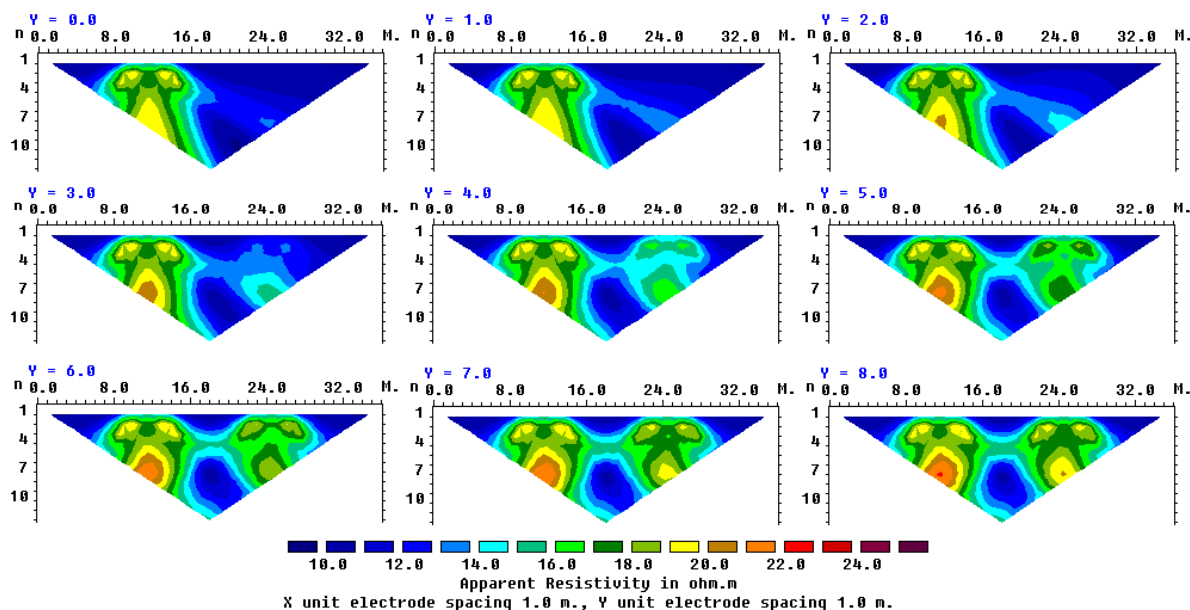 Y = 0.0 Y = 1.0 Y = 2.0
n 0.0 8.0 16.0 24.0 32.0 M. n 0.0 8.0 16.0 24.0 32.0 M. n 0.0 8.0 16.0 24.0 32.0 M.
1 1 1
4 4 4
7 7 7
10 10 10
Y = 3.0 Y = 4.0 Y = 5.0
n 0.0 8.0 16.0 24.0 32.0 M. n 0.0 8.0 16.0 24.0 32.0 M. n 0.0 8.0 16.0 24.0 32.0 M.
1 1 1
4 4 4
7 7 7
10 10 10
Y = 6.0 Y = 7.0 Y = 8.0
n 0.0 8.0 16.0 24.0 32.0 M. n 0.0 8.0 16.0 24.0 32.0 M. n 0.0 8.0 16.0 24.0 32.0 M.
1 1 1
4 4 4
7 7 7
10 10 10
10.0 12.0 14.0 16.0 18.0 20.0 22.0 24.0
Apparent Resistivity in ohm.m
X unit electrode spacing 1.0 m., Y unit electrode spacing 1.0 m.